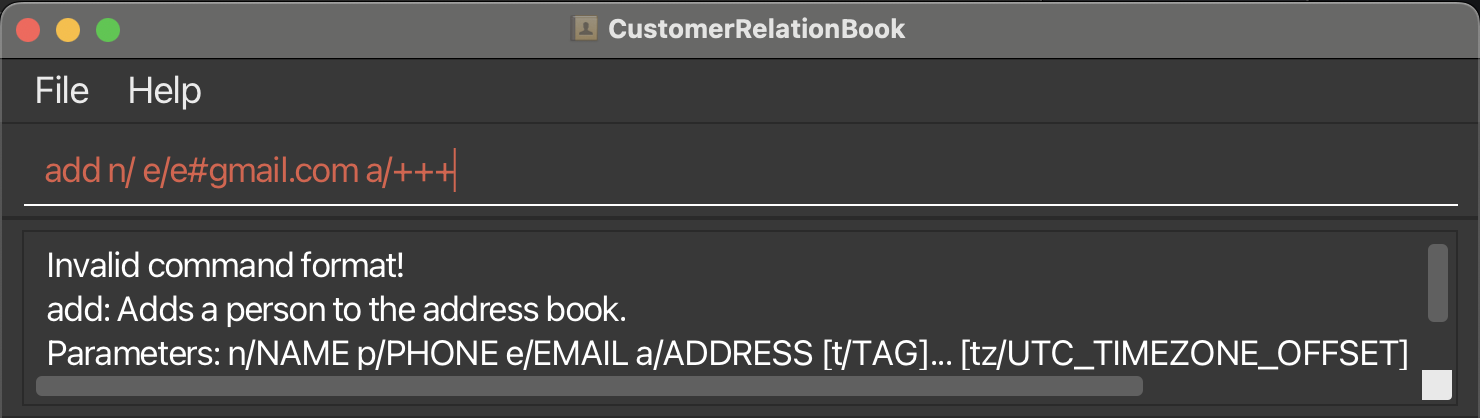 CustomerRelationBook
File Help
add n/ e/e#gmail.com a/+++
Invalid command format!
add: Adds a person to the address book.
Parameters: n/NAME p/PHONE e/EMAIL a/ADDRESS [t/TAG]... [tz/UTC_TIMEZONE_OFFSET]